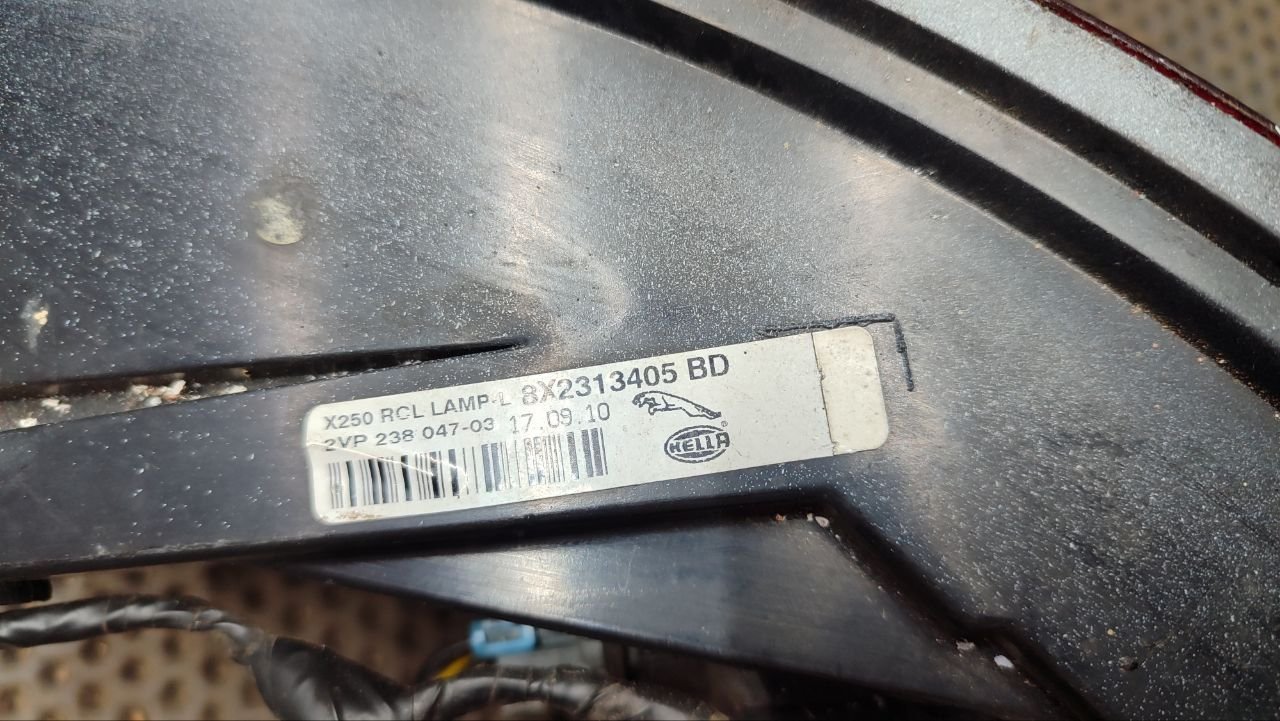 X250 RCL LAMP-L 8X2313405 BD
2VP 238 047-03 17.09.10
HELLA